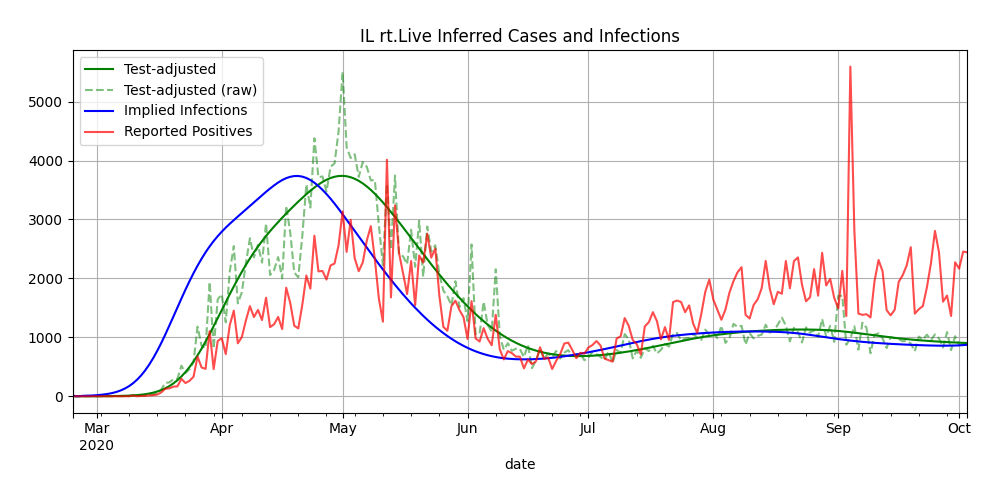 IL rt.Live Inferred Cases and Infections
Test-adjusted
Test-adjusted (raw)
Implied Infections
Reported Positives
5000
4000
3000
2000
1000
0
Mar Apr May Jun Jul Aug Sep Oct
2020
date